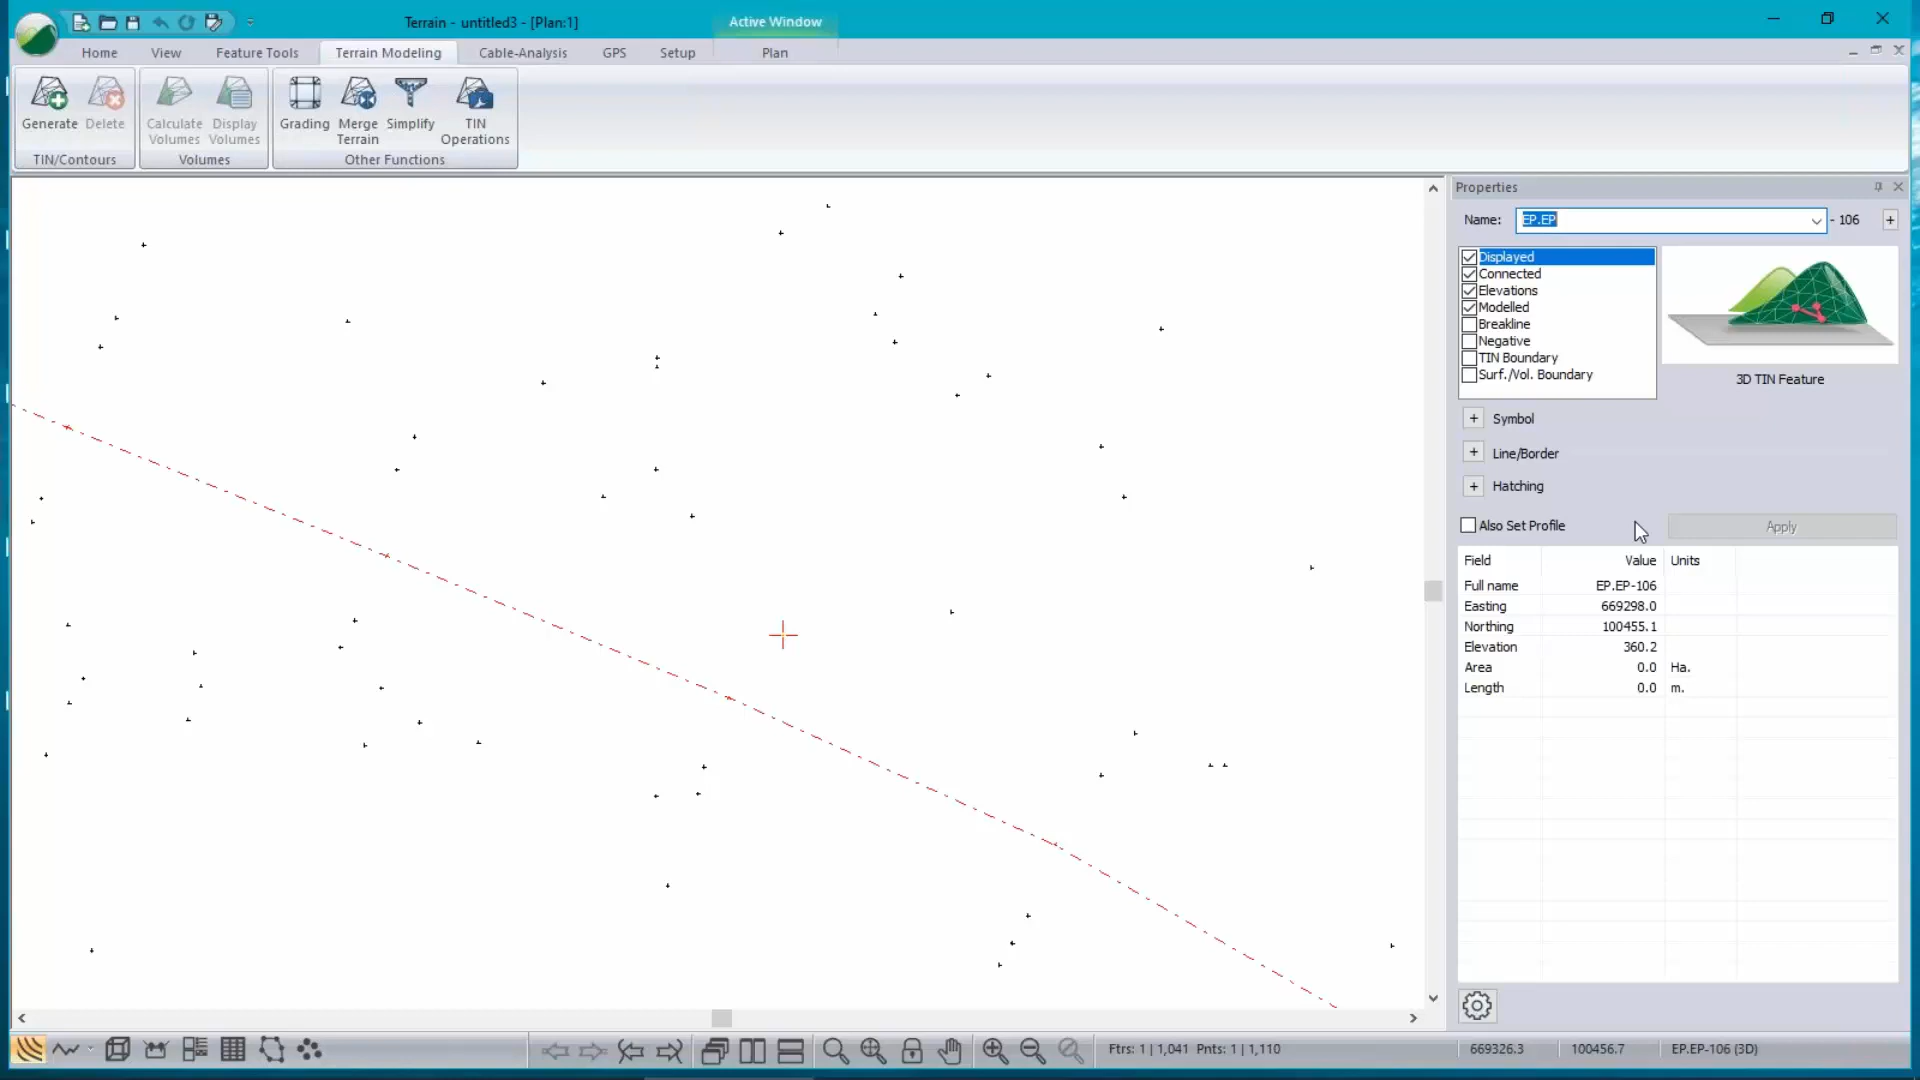 Terrain - untitled3 - [Plan:1]
Active Window
Home View Feature Tools Terrain Modeling Cable-Analysis GPS Setup Plan
Generate Delete Calculate Volumes Display Volumes Grading Merge Terrain Simplify TIN Operations
TIN/Contours Volumes Other Functions
Properties
Name: EP.EP - 106 +
Displayed
Connected
Elevations
Modelled
Breakline
Negative
TIN Boundary
Surf./Vol. Boundary
3D TIN Feature
+ Symbol
+ Line/Border
+ Hatching
Also Set Profile Apply
Field Value Units
Full name EP.EP-106
Easting 669298.0
Northing 100455.1
Elevation 360.2
Area 0.0 Ha.
Length 0.0 m.
Ftrs: 1 | 1,041 Pnts: 1 | 1,110 669326.3 100456.7 EP.EP-106 (3D)